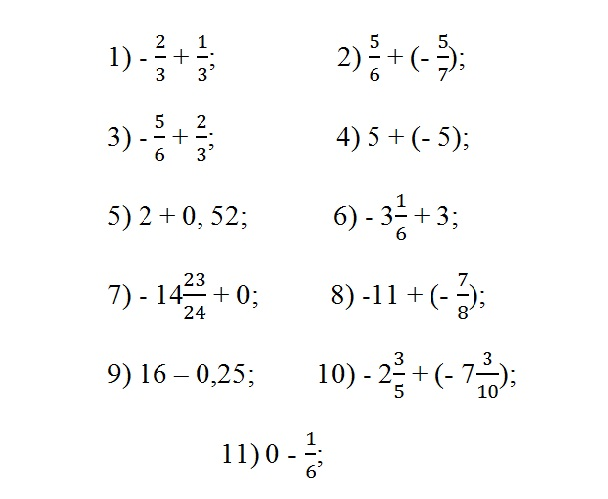 1) - 2/3 + 1/3; 2) 5/6 + (- 5/7);
3) - 5/6 + 2/3; 4) 5 + (- 5);
5) 2 + 0, 52; 6) - 3 1/6 + 3;
7) - 14 23/24 + 0; 8) -11 + (- 7/8);
9) 16 – 0,25; 10) - 2 3/5 + (- 7 3/10);
11) 0 - 1/6;